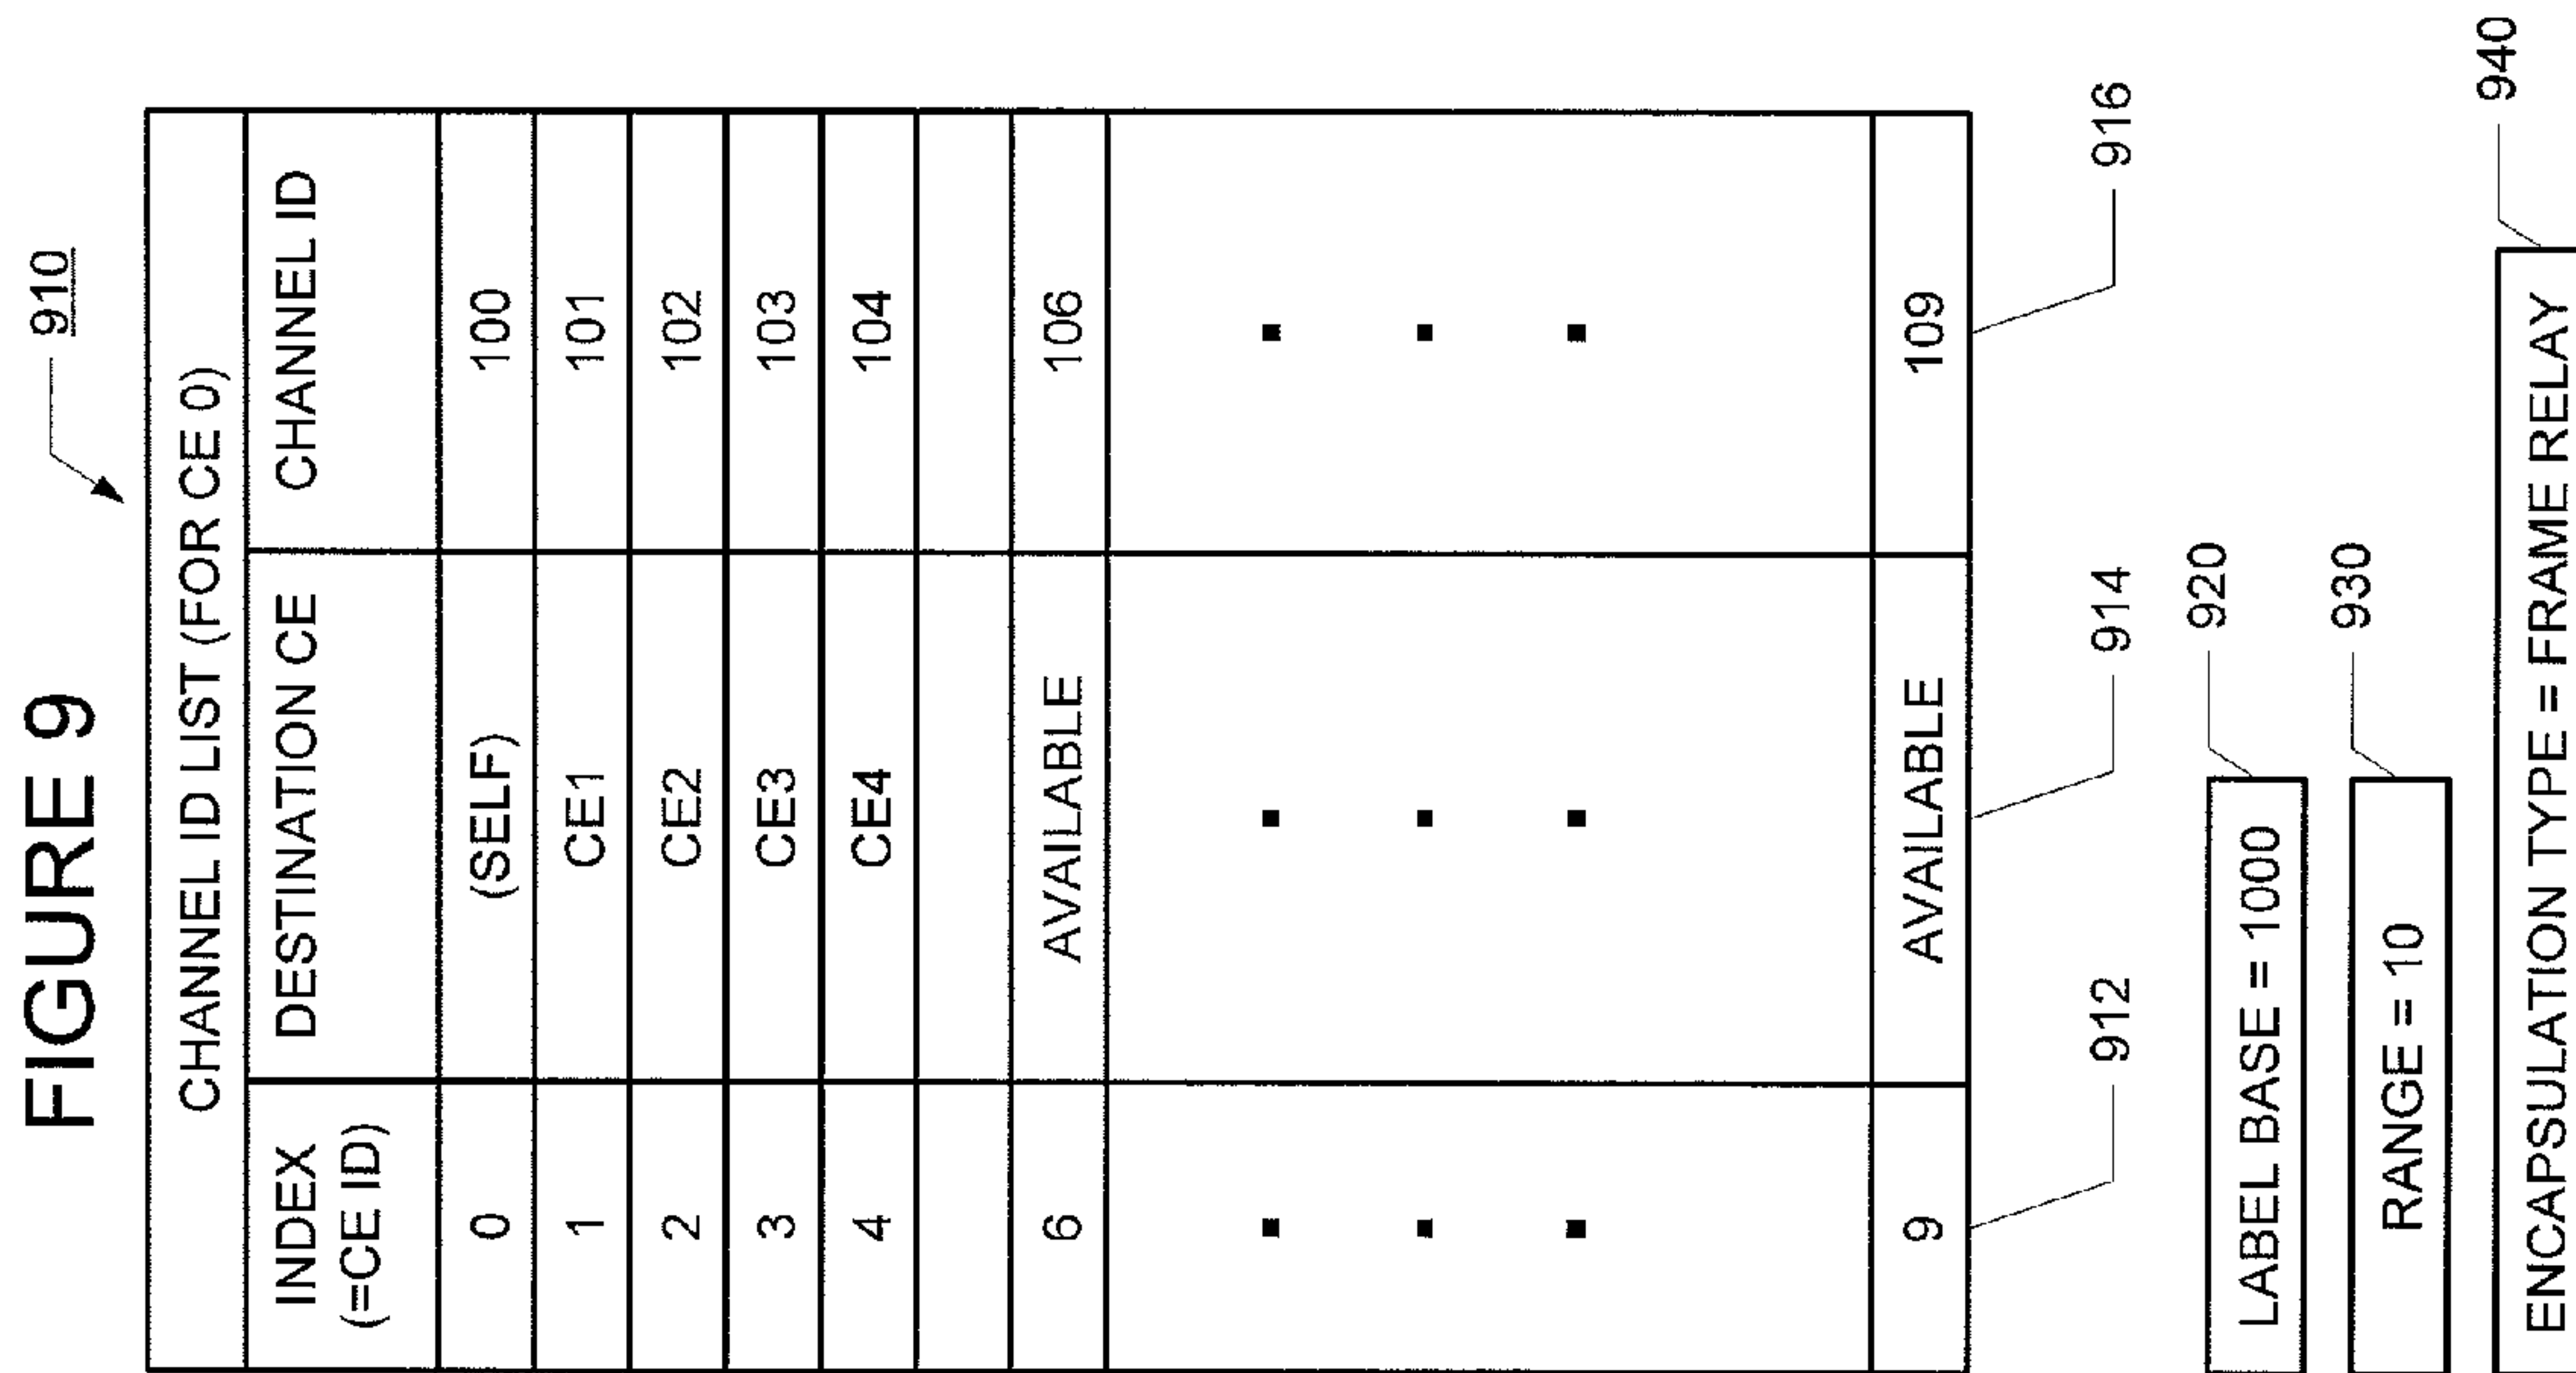 FIGURE 9
910
CHANNEL ID LIST (FOR CE 0)
INDEX (=CE ID) DESTINATION CE CHANNEL ID
0 (SELF) 100
1 CE1 101
2 CE2 102
3 CE3 103
4 CE4 104
6 AVAILABLE 106
9 AVAILABLE 109
912 914 916
LABEL BASE = 1000 920
RANGE = 10 930
ENCAPSULATION TYPE = FRAME RELAY 940